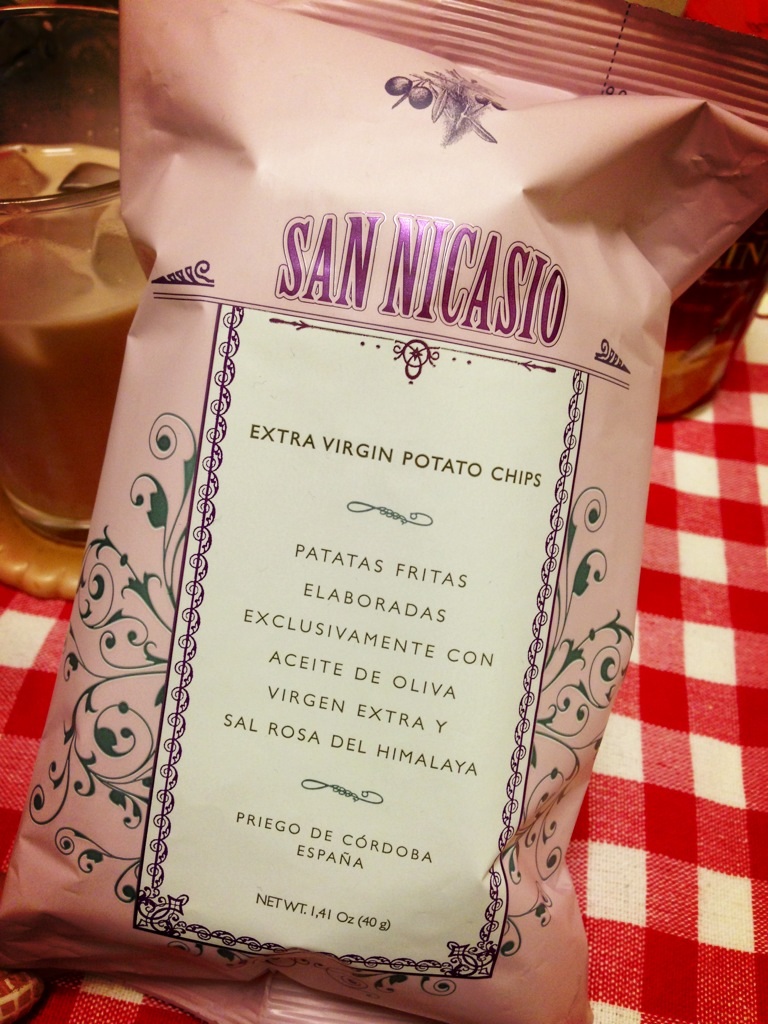 SAN NICASIO
EXTRA VIRGIN POTATO CHIPS
PATATAS FRITAS
ELABORADAS
EXCLUSIVAMENTE CON
ACEITE DE OLIVA
VIRGEN EXTRA Y
SAL ROSA DEL HIMALAYA
PRIEGO DE CÓRDOBA
ESPAÑA
NET WT. 1,41 Oz (40 g)